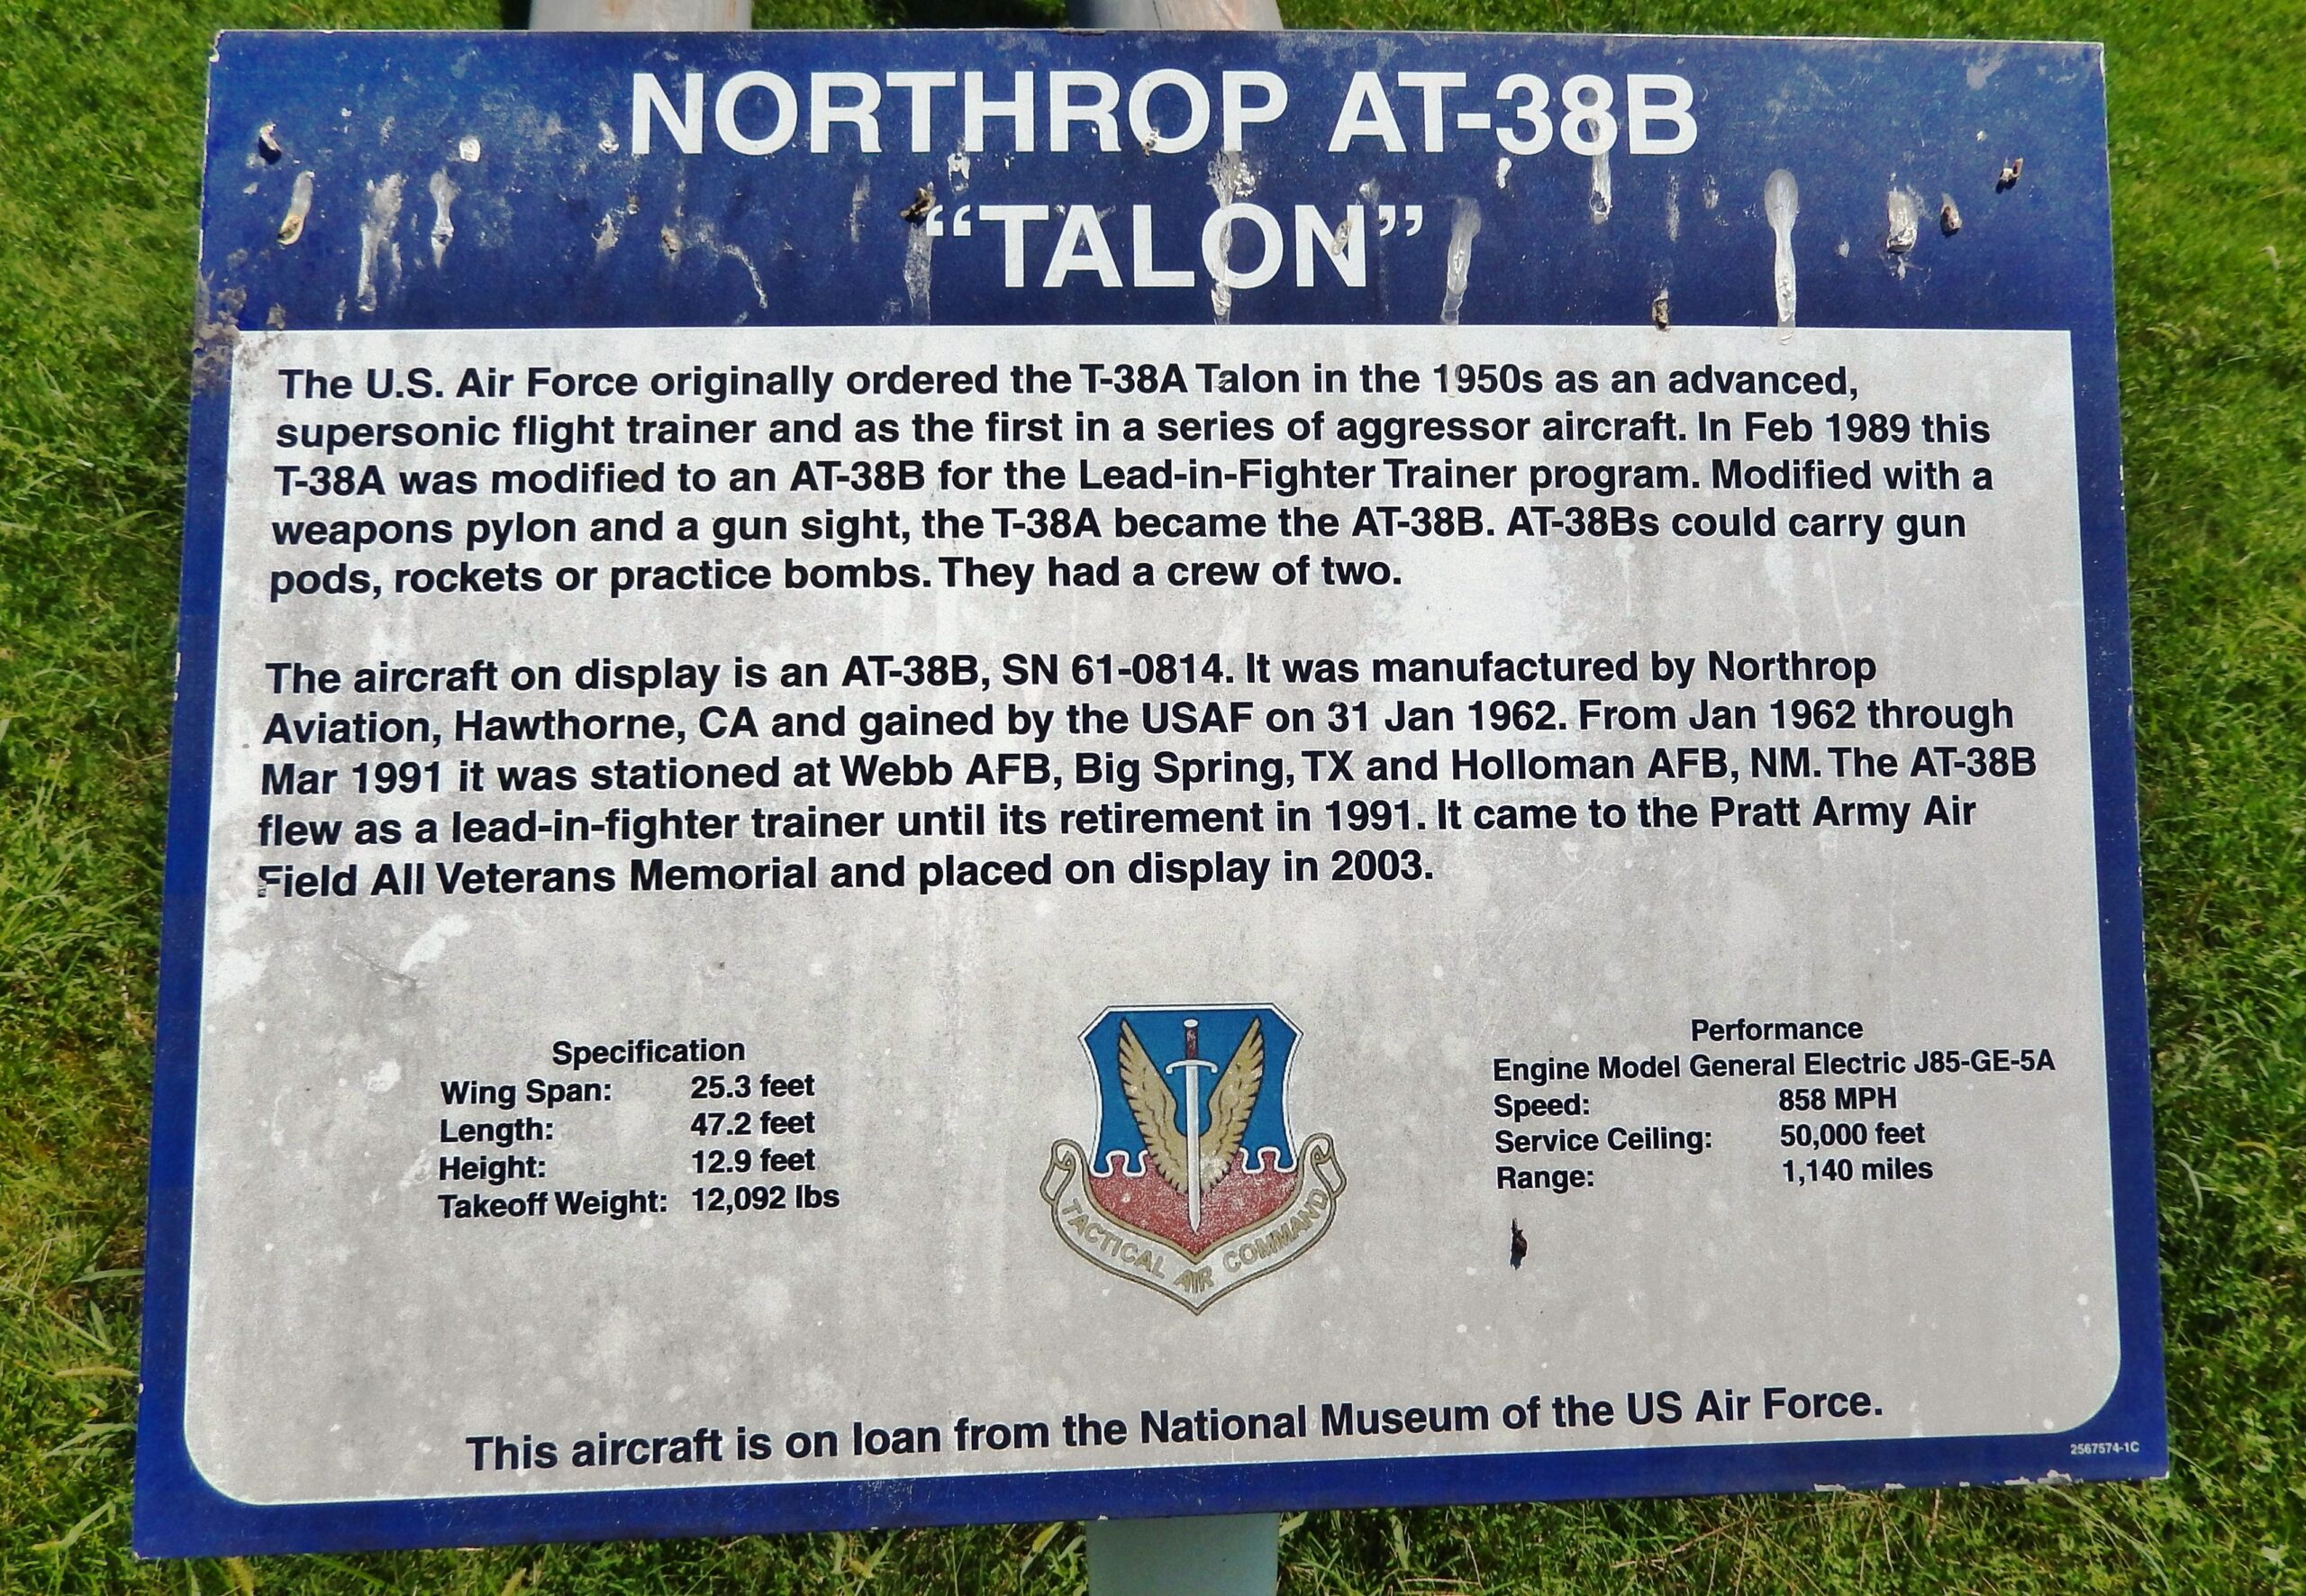 NORTHROP AT-38B
“TALON”
The U.S. Air Force originally ordered the T-38A Talon in the 1950s as an advanced,
supersonic flight trainer and as the first in a series of aggressor aircraft. In Feb 1989 this
T-38A was modified to an AT-38B for the Lead-in-Fighter Trainer program. Modified with a
weapons pylon and a gun sight, the T-38A became the AT-38B. AT-38Bs could carry gun
pods, rockets or practice bombs. They had a crew of two.
The aircraft on display is an AT-38B, SN 61-0814. It was manufactured by Northrop
Aviation, Hawthorne, CA and gained by the USAF on 31 Jan 1962. From Jan 1962 through
Mar 1991 it was stationed at Webb AFB, Big Spring, TX and Holloman AFB, NM. The AT-38B
flew as a lead-in-fighter trainer until its retirement in 1991. It came to the Pratt Army Air
Field All Veterans Memorial and placed on display in 2003.
Specification
Wing Span: 25.3 feet
Length: 47.2 feet
Height: 12.9 feet
Takeoff Weight: 12,092 lbs
TACTICAL AIR COMMAND
Performance
Engine Model General Electric J85-GE-5A
Speed: 858 MPH
Service Ceiling: 50,000 feet
Range: 1,140 miles
This aircraft is on loan from the National Museum of the US Air Force.
2567574-1C